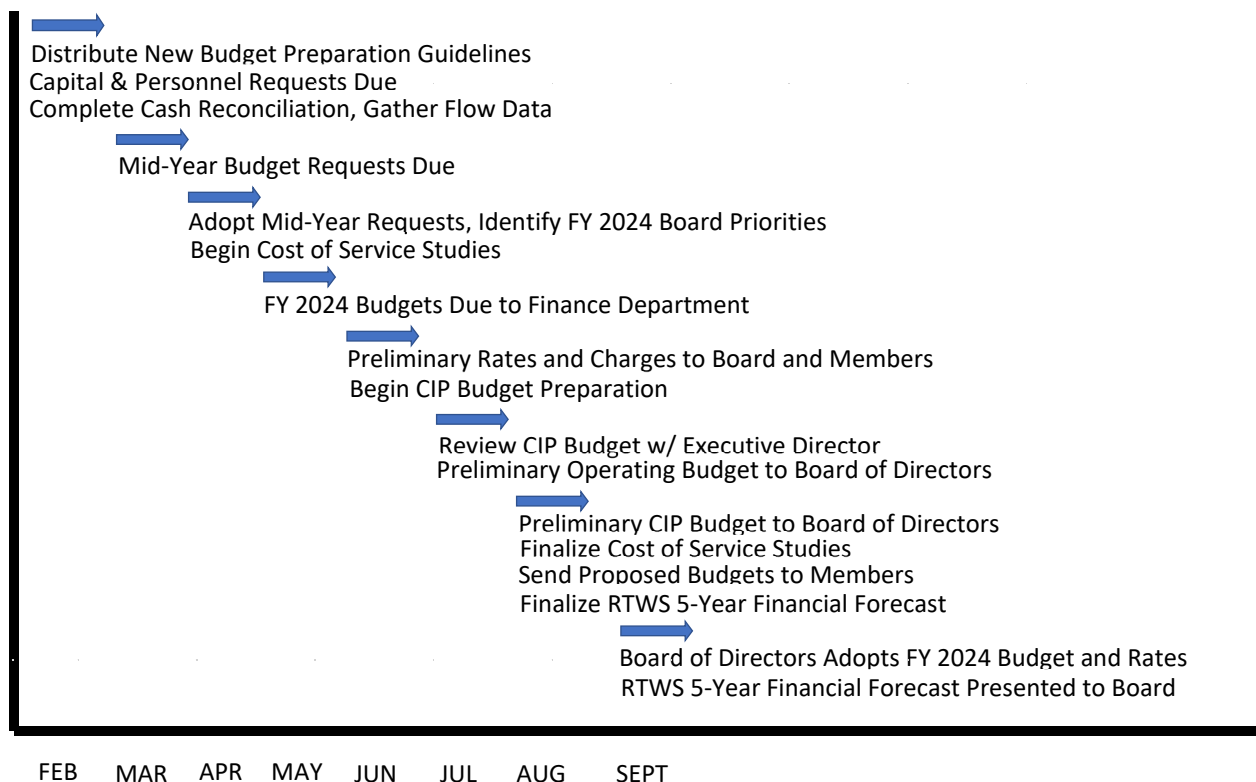 Distribute New Budget Preparation Guidelines
Capital & Personnel Requests Due
Complete Cash Reconciliation, Gather Flow Data
Mid-Year Budget Requests Due
Adopt Mid-Year Requests, Identify FY 2024 Board Priorities
Begin Cost of Service Studies
FY 2024 Budgets Due to Finance Department
Preliminary Rates and Charges to Board and Members
Begin CIP Budget Preparation
Review CIP Budget w/ Executive Director
Preliminary Operating Budget to Board of Directors
Preliminary CIP Budget to Board of Directors
Finalize Cost of Service Studies
Send Proposed Budgets to Members
Finalize RTWS 5-Year Financial Forecast
Board of Directors Adopts FY 2024 Budget and Rates
RTWS 5-Year Financial Forecast Presented to Board
FEB MAR APR MAY JUN JUL AUG SEPT